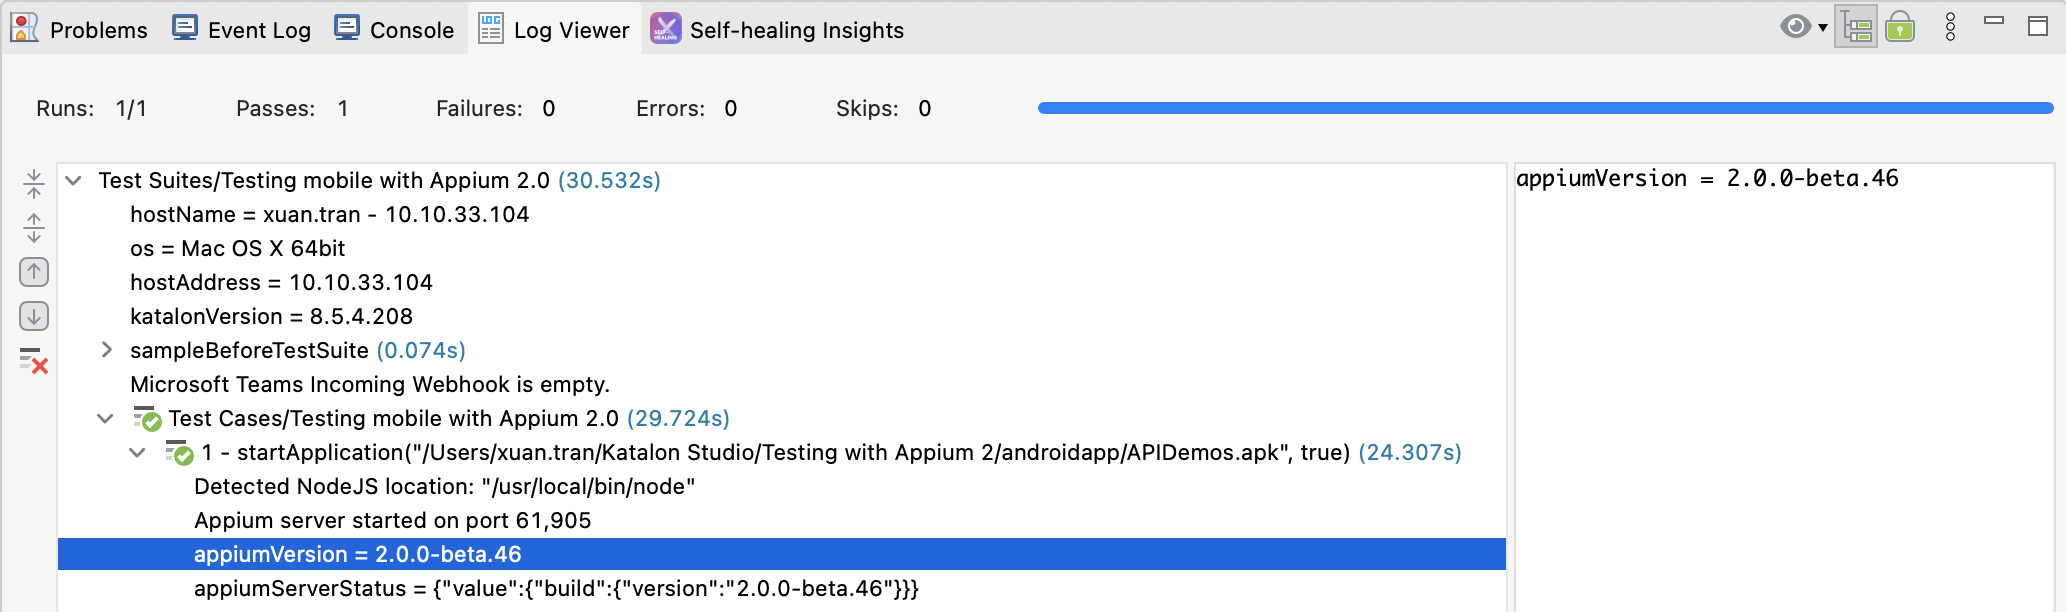 Problems Event Log Console Log Viewer Self-healing Insights
Runs: 1/1 Passes: 1 Failures: 0 Errors: 0 Skips: 0
Test Suites/Testing mobile with Appium 2.0 (30.532s)
hostName = xuan.tran - 10.10.33.104
os = Mac OS X 64bit
hostAddress = 10.10.33.104
katalonVersion = 8.5.4.208
sampleBeforeTestSuite (0.074s)
Microsoft Teams Incoming Webhook is empty.
Test Cases/Testing mobile with Appium 2.0 (29.724s)
1 - startApplication("/Users/xuan.tran/Katalon Studio/Testing with Appium 2/androidapp/APIDemos.apk", true) (24.307s)
Detected NodeJS location: "/usr/local/bin/node"
Appium server started on port 61,905
appiumVersion = 2.0.0-beta.46
appiumServerStatus = {"value":{"build":{"version":"2.0.0-beta.46"}}}
appiumVersion = 2.0.0-beta.46